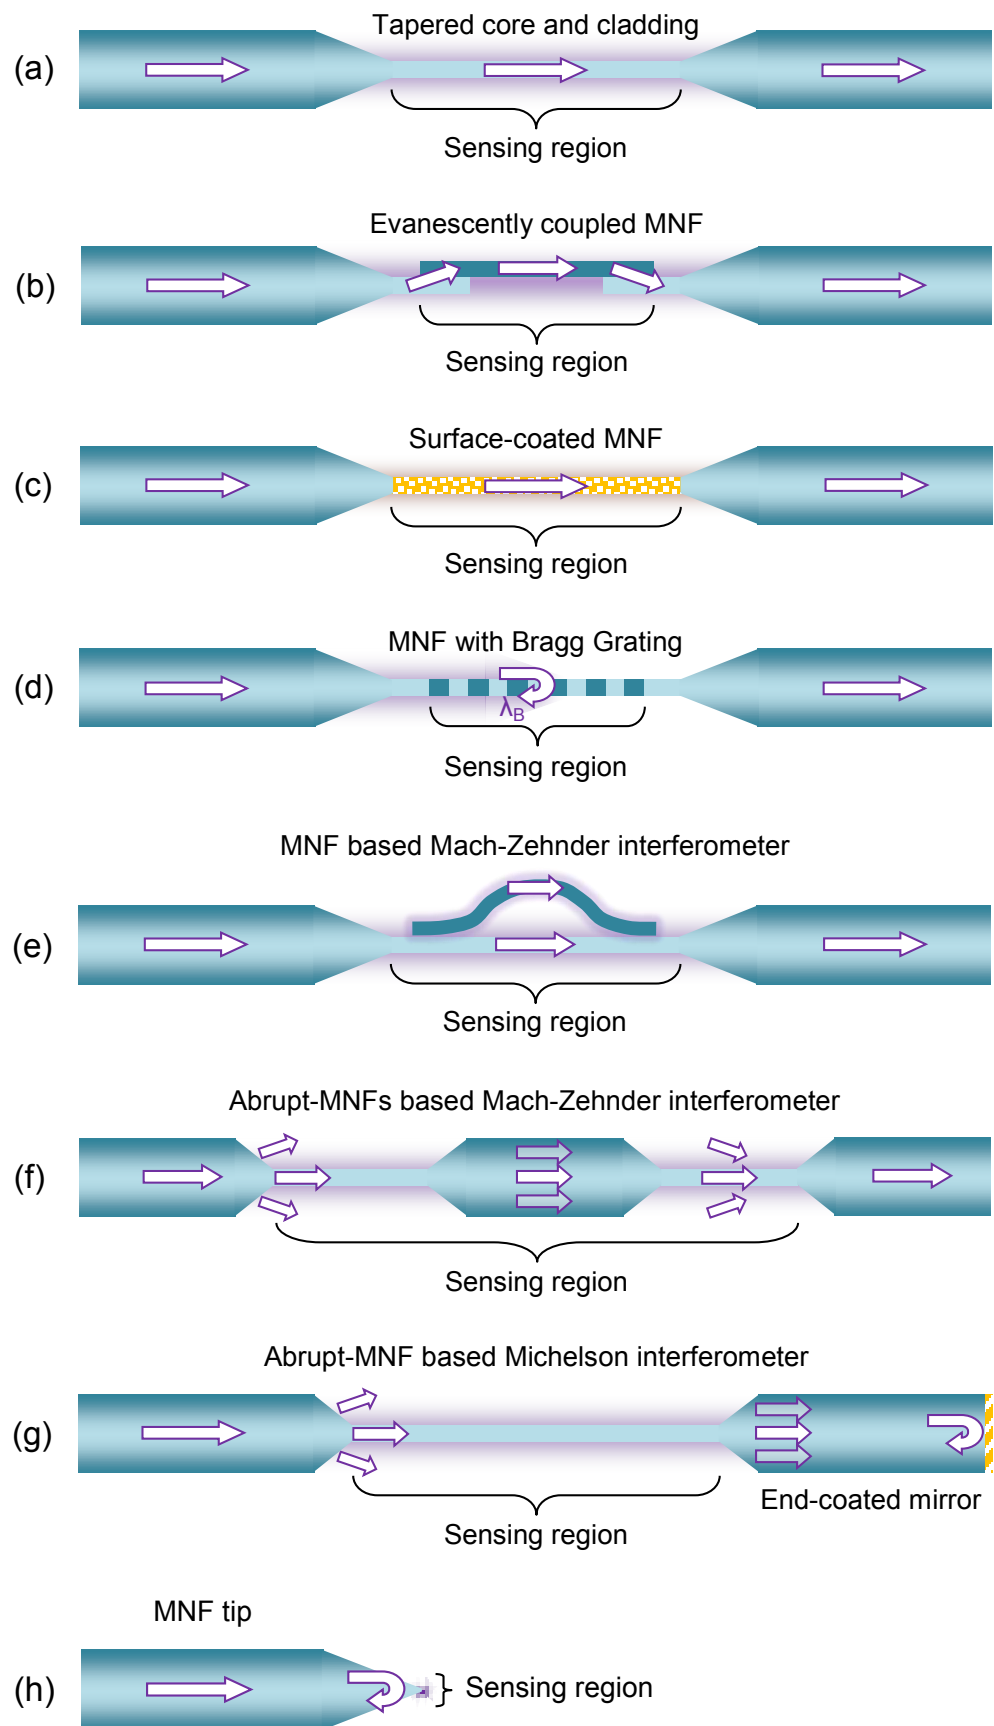 Tapered core and cladding
(a)
Sensing region
Evanescently coupled MNF
(b)
Sensing region
Surface-coated MNF
(c)
Sensing region
MNF with Bragg Grating
(d)
λB
Sensing region
MNF based Mach-Zehnder interferometer
(e)
Sensing region
Abrupt-MNFs based Mach-Zehnder interferometer
(f)
Sensing region
Abrupt-MNF based Michelson interferometer
(g)
End-coated mirror
Sensing region
MNF tip
(h)
Sensing region